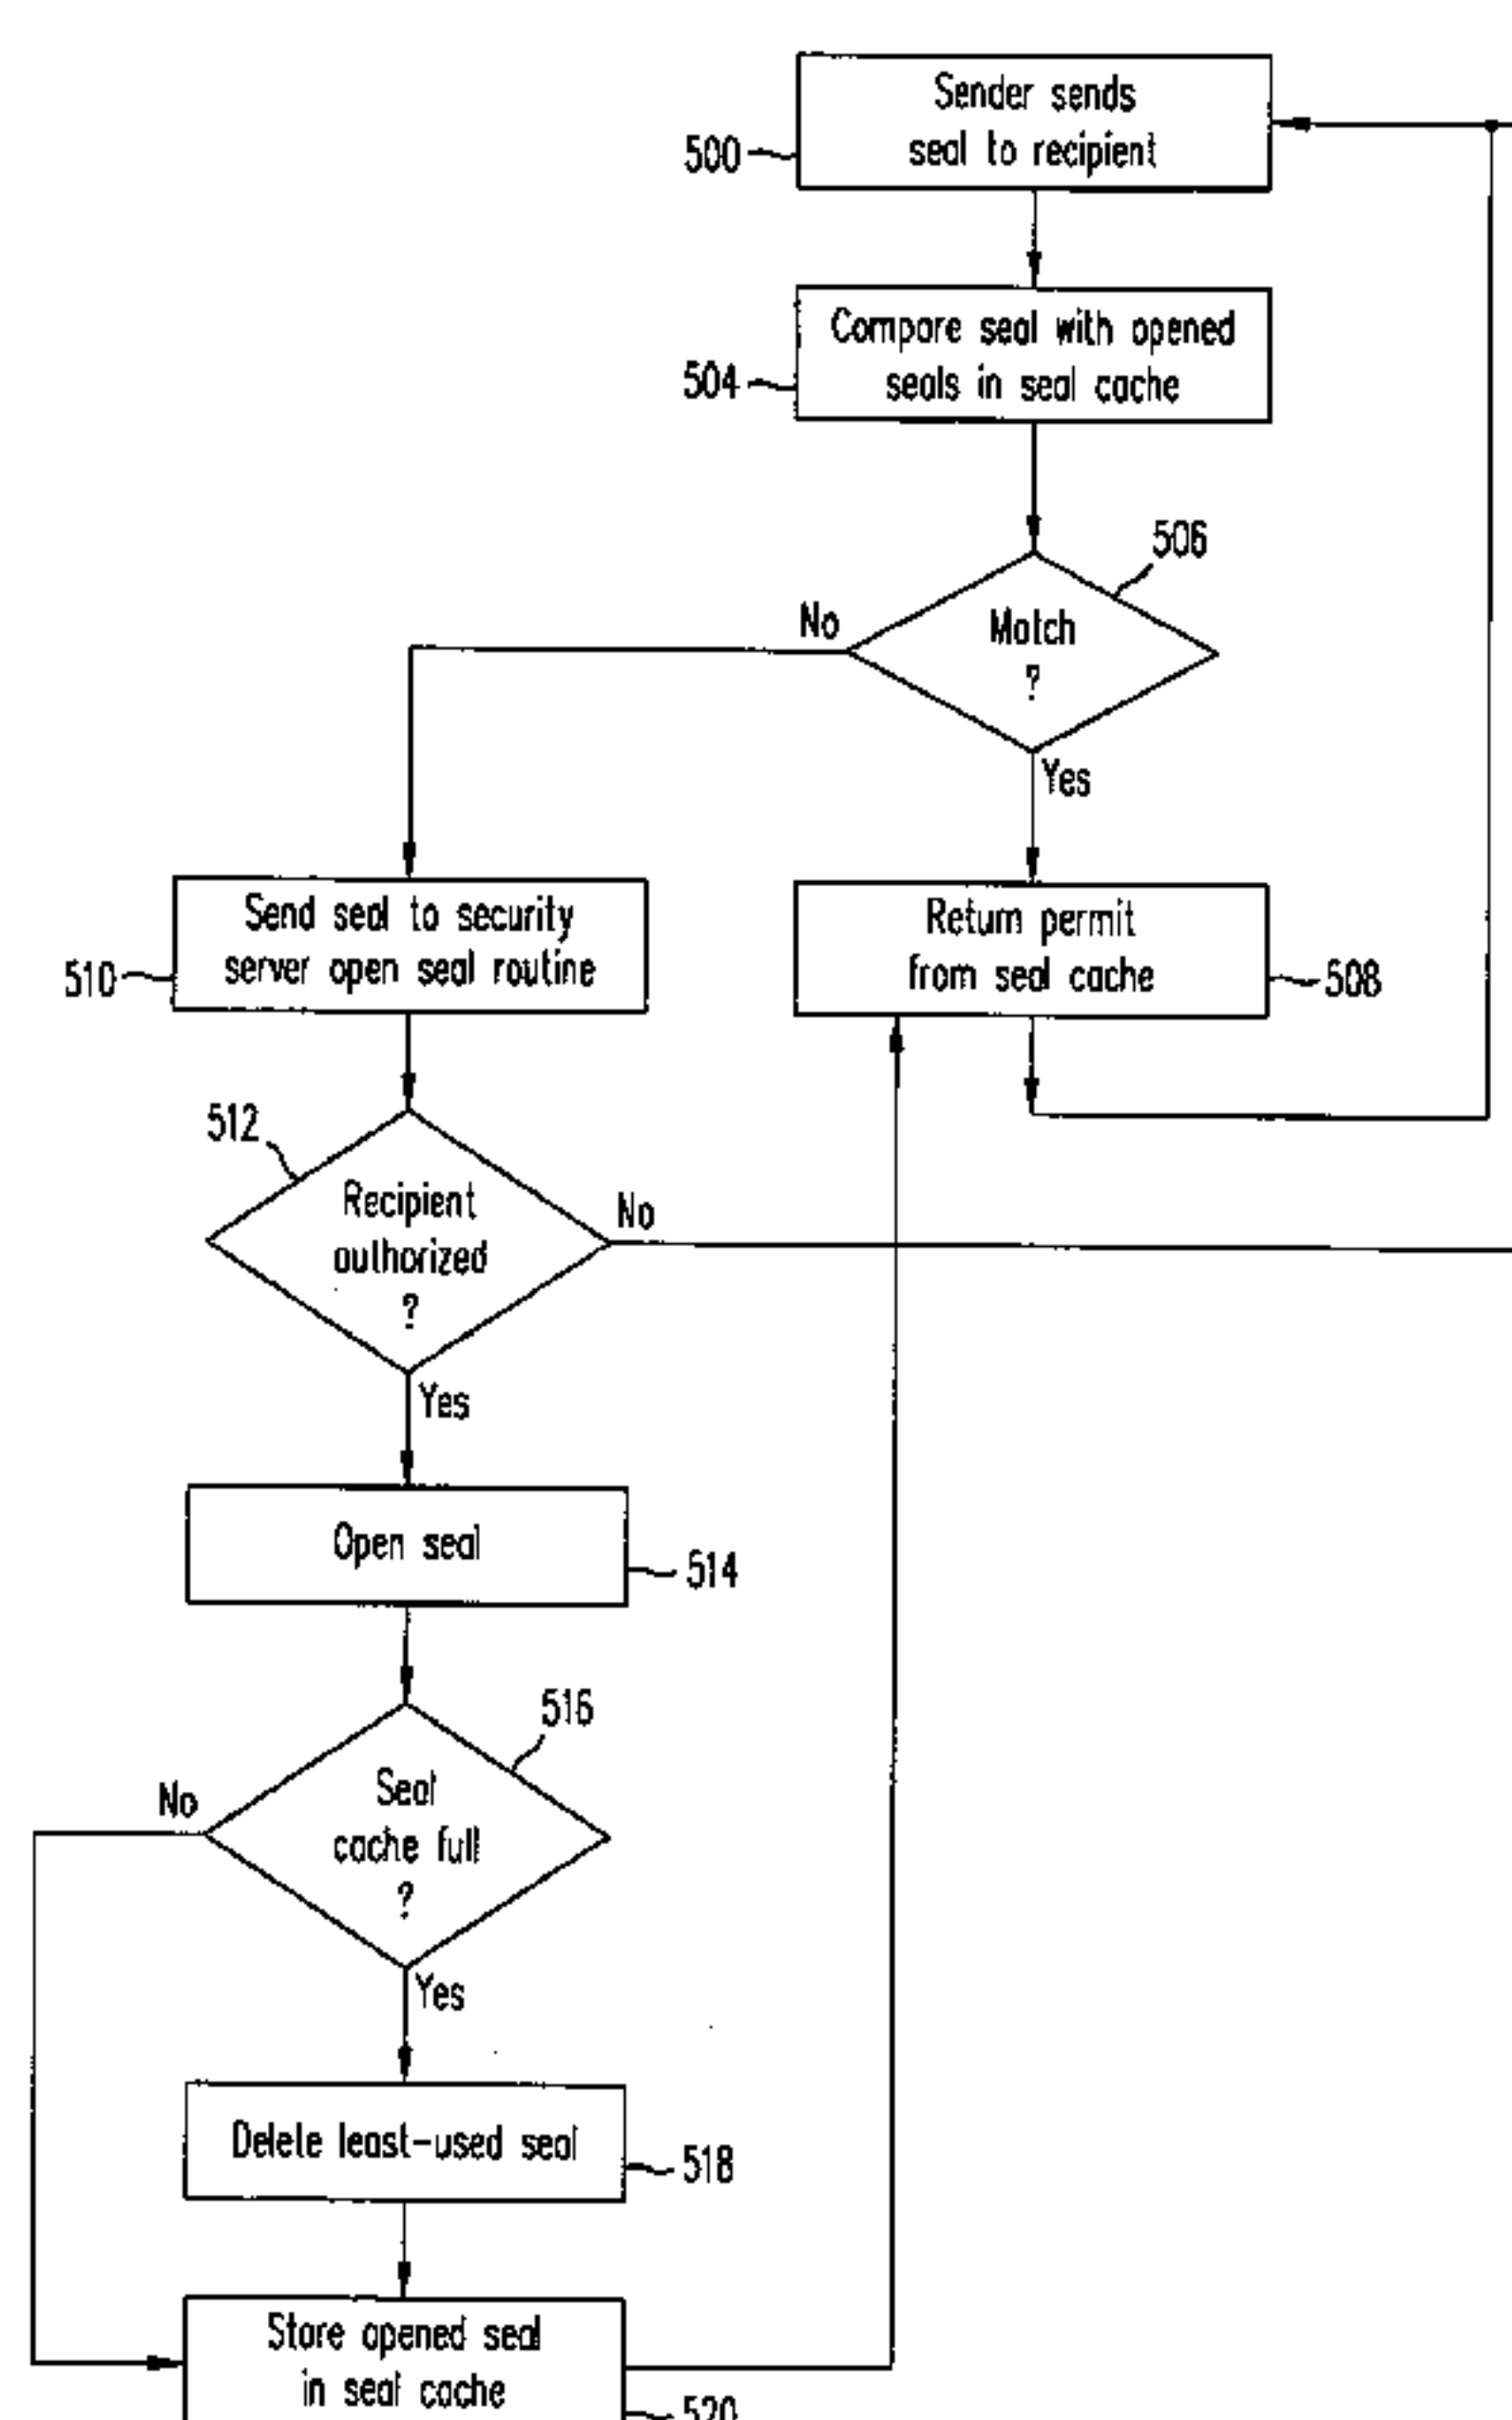 Sender sends
seal to recipient
500
Compare seal with opened
seals in seal cache
504
506
Match
?
No
Yes
Send seal to security
server open seal routine
510
Return permit
from seal cache
508
512
Recipient
authorized
?
No
Yes
Open seal
514
516
Seal
cache full
?
No
Yes
Delete least-used seal
518
Store opened seal
in seal cache
520